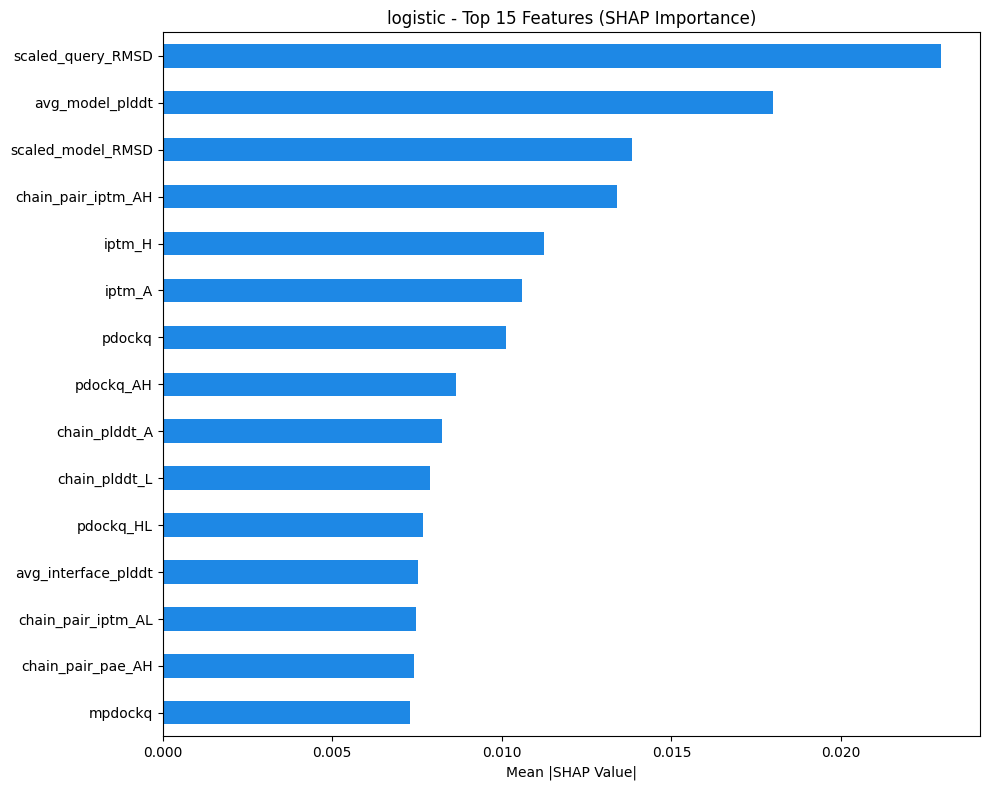 logistic - Top 15 Features (SHAP Importance)
scaled_query_RMSD
avg_model_plddt
scaled_model_RMSD
chain_pair_iptm_AH
iptm_H
iptm_A
pdockq
pdockq_AH
chain_plddt_A
chain_plddt_L
pdockq_HL
avg_interface_plddt
chain_pair_iptm_AL
chain_pair_pae_AH
mpdockq
0.000 0.005 0.010 0.015 0.020
Mean |SHAP Value|